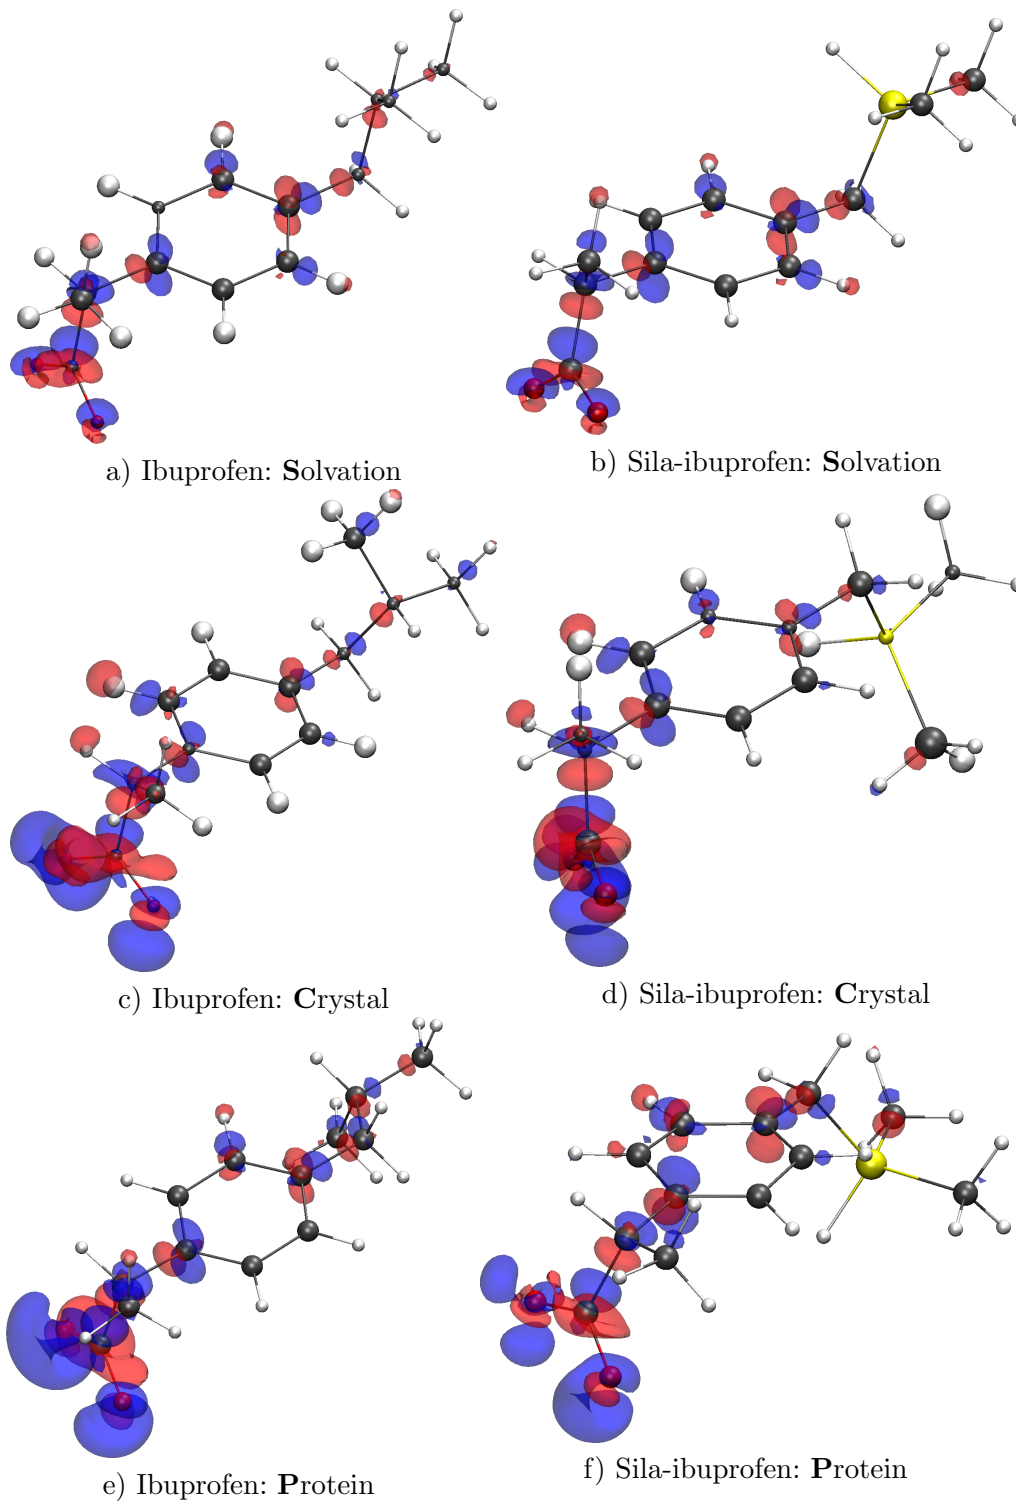 a) Ibuprofen: Solvation
b) Sila-ibuprofen: Solvation
c) Ibuprofen: Crystal
d) Sila-ibuprofen: Crystal
e) Ibuprofen: Protein
f) Sila-ibuprofen: Protein